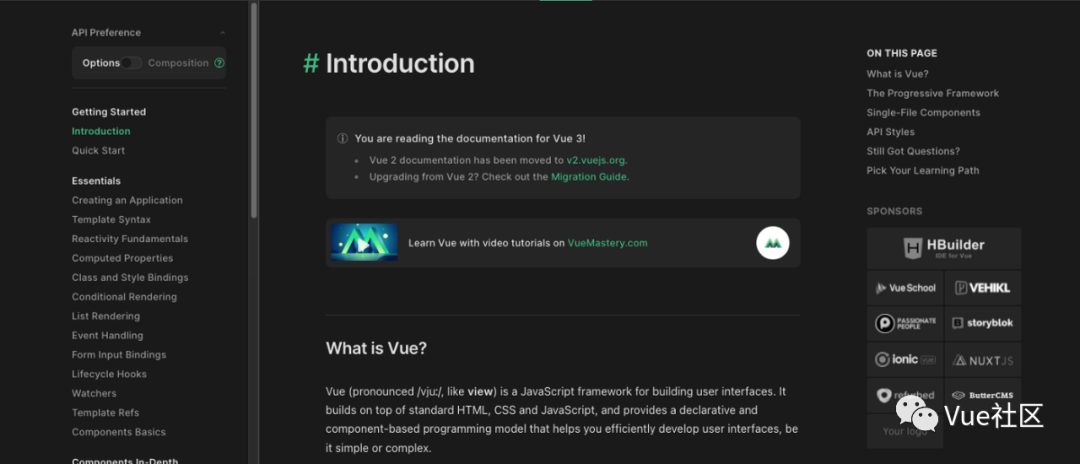 API Preference
Options Composition ?
Getting Started
Introduction
Quick Start
Essentials
Creating an Application
Template Syntax
Reactivity Fundamentals
Computed Properties
Class and Style Bindings
Conditional Rendering
List Rendering
Event Handling
Form Input Bindings
Lifecycle Hooks
Watchers
Template Refs
Components Basics
Components In-Depth
# Introduction
You are reading the documentation for Vue 3!
• Vue 2 documentation has been moved to v2.vuejs.org.
• Upgrading from Vue 2? Check out the Migration Guide.
Learn Vue with video tutorials on VueMastery.com
What is Vue?
Vue (pronounced /vjuː/, like view) is a JavaScript framework for building user interfaces. It
builds on top of standard HTML, CSS and JavaScript, and provides a declarative and
component-based programming model that helps you efficiently develop user interfaces, be
it simple or complex.
ON THIS PAGE
What is Vue?
The Progressive Framework
Single-File Components
API Styles
Still Got Questions?
Pick Your Learning Path
SPONSORS
HBuilder
IDE for Vue
Vue School
VEHIKL
PASSIONATE
PEOPLE
storyblok
ionic Vue
NUXTJS
refurbed
ButterCMS
Your logo
Vue社区